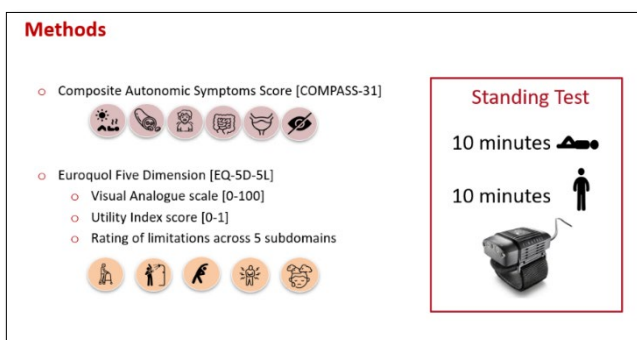 Methods
Composite Autonomic Symptoms Score [COMPASS-31]
Euroquol Five Dimension [EQ-5D-5L]
Visual Analogue scale [0-100]
Utility Index score [0-1]
Rating of limitations across 5 subdomains
Standing Test
10 minutes
10 minutes